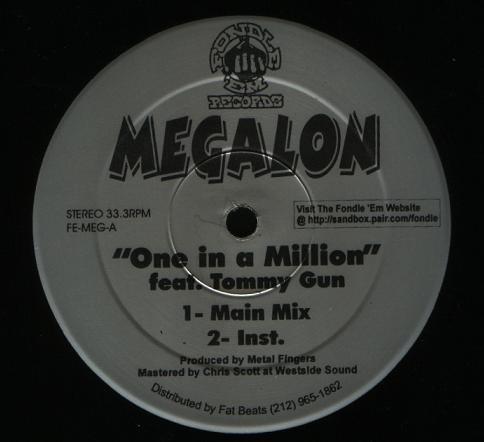 FONDLE
'EM
RECORDS
MEGALON
STEREO 33.3RPM
FE-MEG-A
Visit The Fondle 'Em Website
@ http://sandbox.pair.com/fondle
"One in a Million"
feat. Tommy Gun
1- Main Mix
2- Inst.
Produced by Metal Fingers
Mastered by Chris Scott at Westside Sound
Distributed by Fat Beats (212) 965-1862